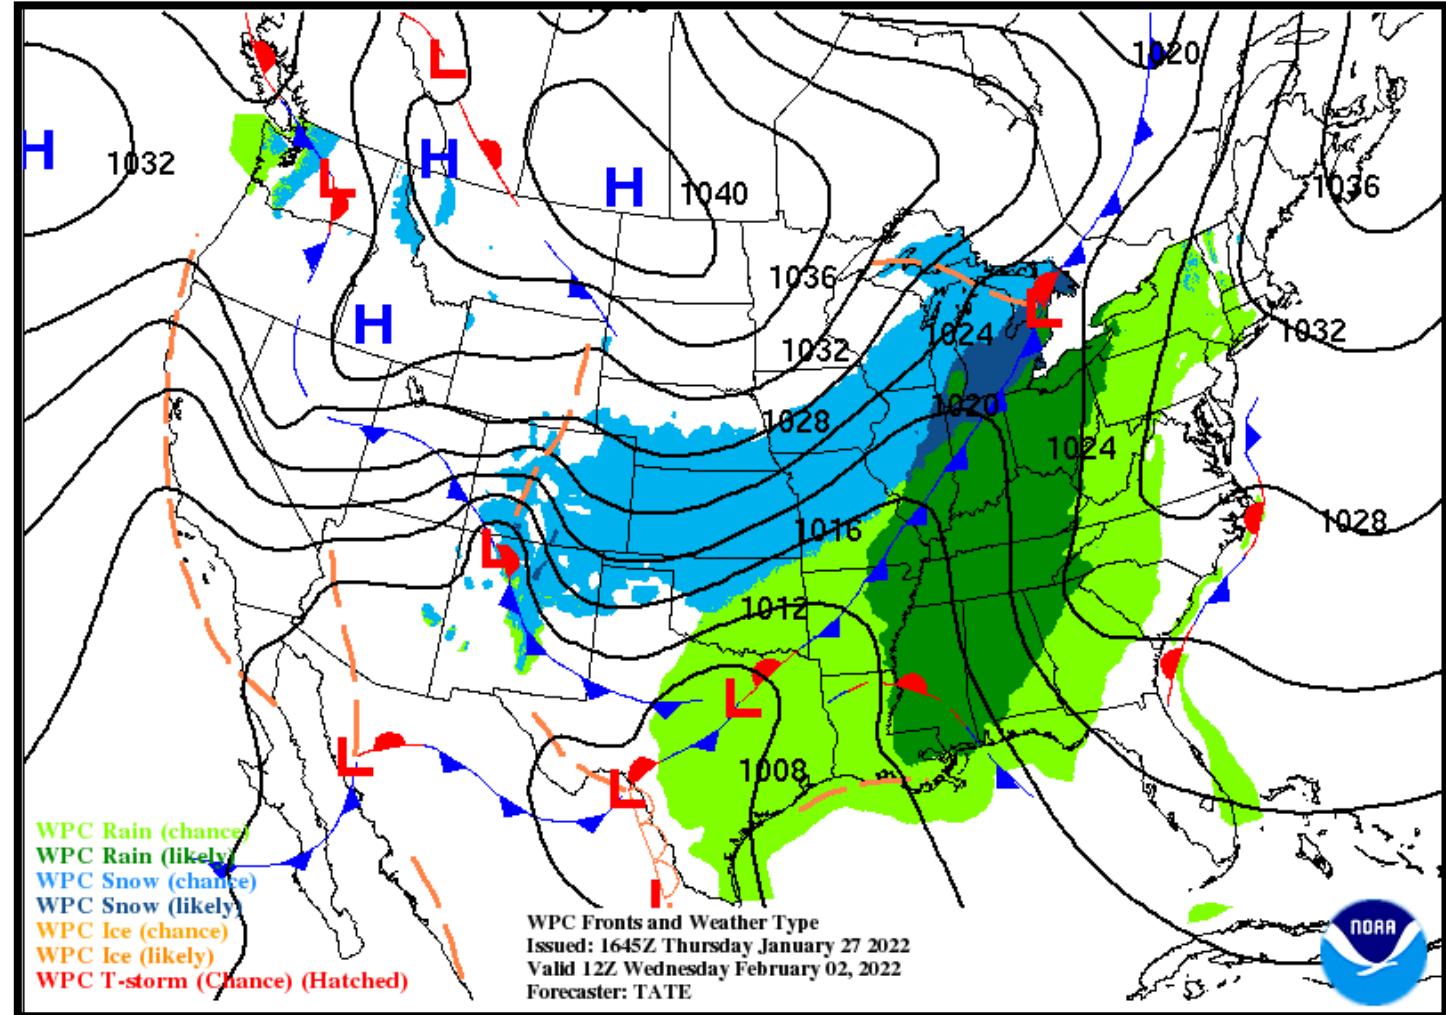 1020
H
L
1032
H
H
1040
1036
L
1036
H
1032
L
1024
1032
1028
1020
1024
1016
1028
L
1012
L
L
1008
L
L
WPC Rain (chance)
WPC Rain (likely)
WPC Snow (chance)
WPC Snow (likely)
WPC Ice (chance)
WPC Ice (likely)
WPC T-storm (Chance) (Hatched)
WPC Fronts and Weather Type
Issued: 1645Z Thursday January 27 2022
Valid 12Z Wednesday February 02, 2022
Forecaster: TATE
NOAA